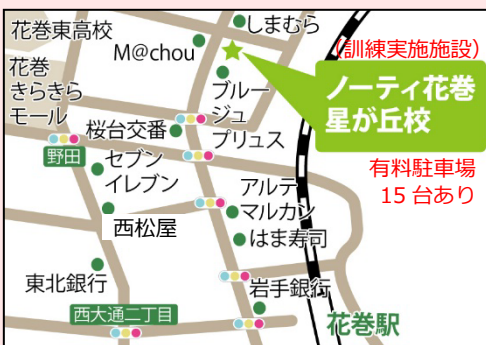 花巻東高校
しまむら
M@chou
(訓練実施施設)
花巻
きらきら
モール
ブルー
ジュ
プリュス
ノーティ花巻
星が丘校
桜台交番
野田
セブン
イレブン
有料駐車場
15 台あり
アルテ
マルカン
西松屋
はま寿司
東北銀行
岩手銀行
西大通二丁目
花巻駅